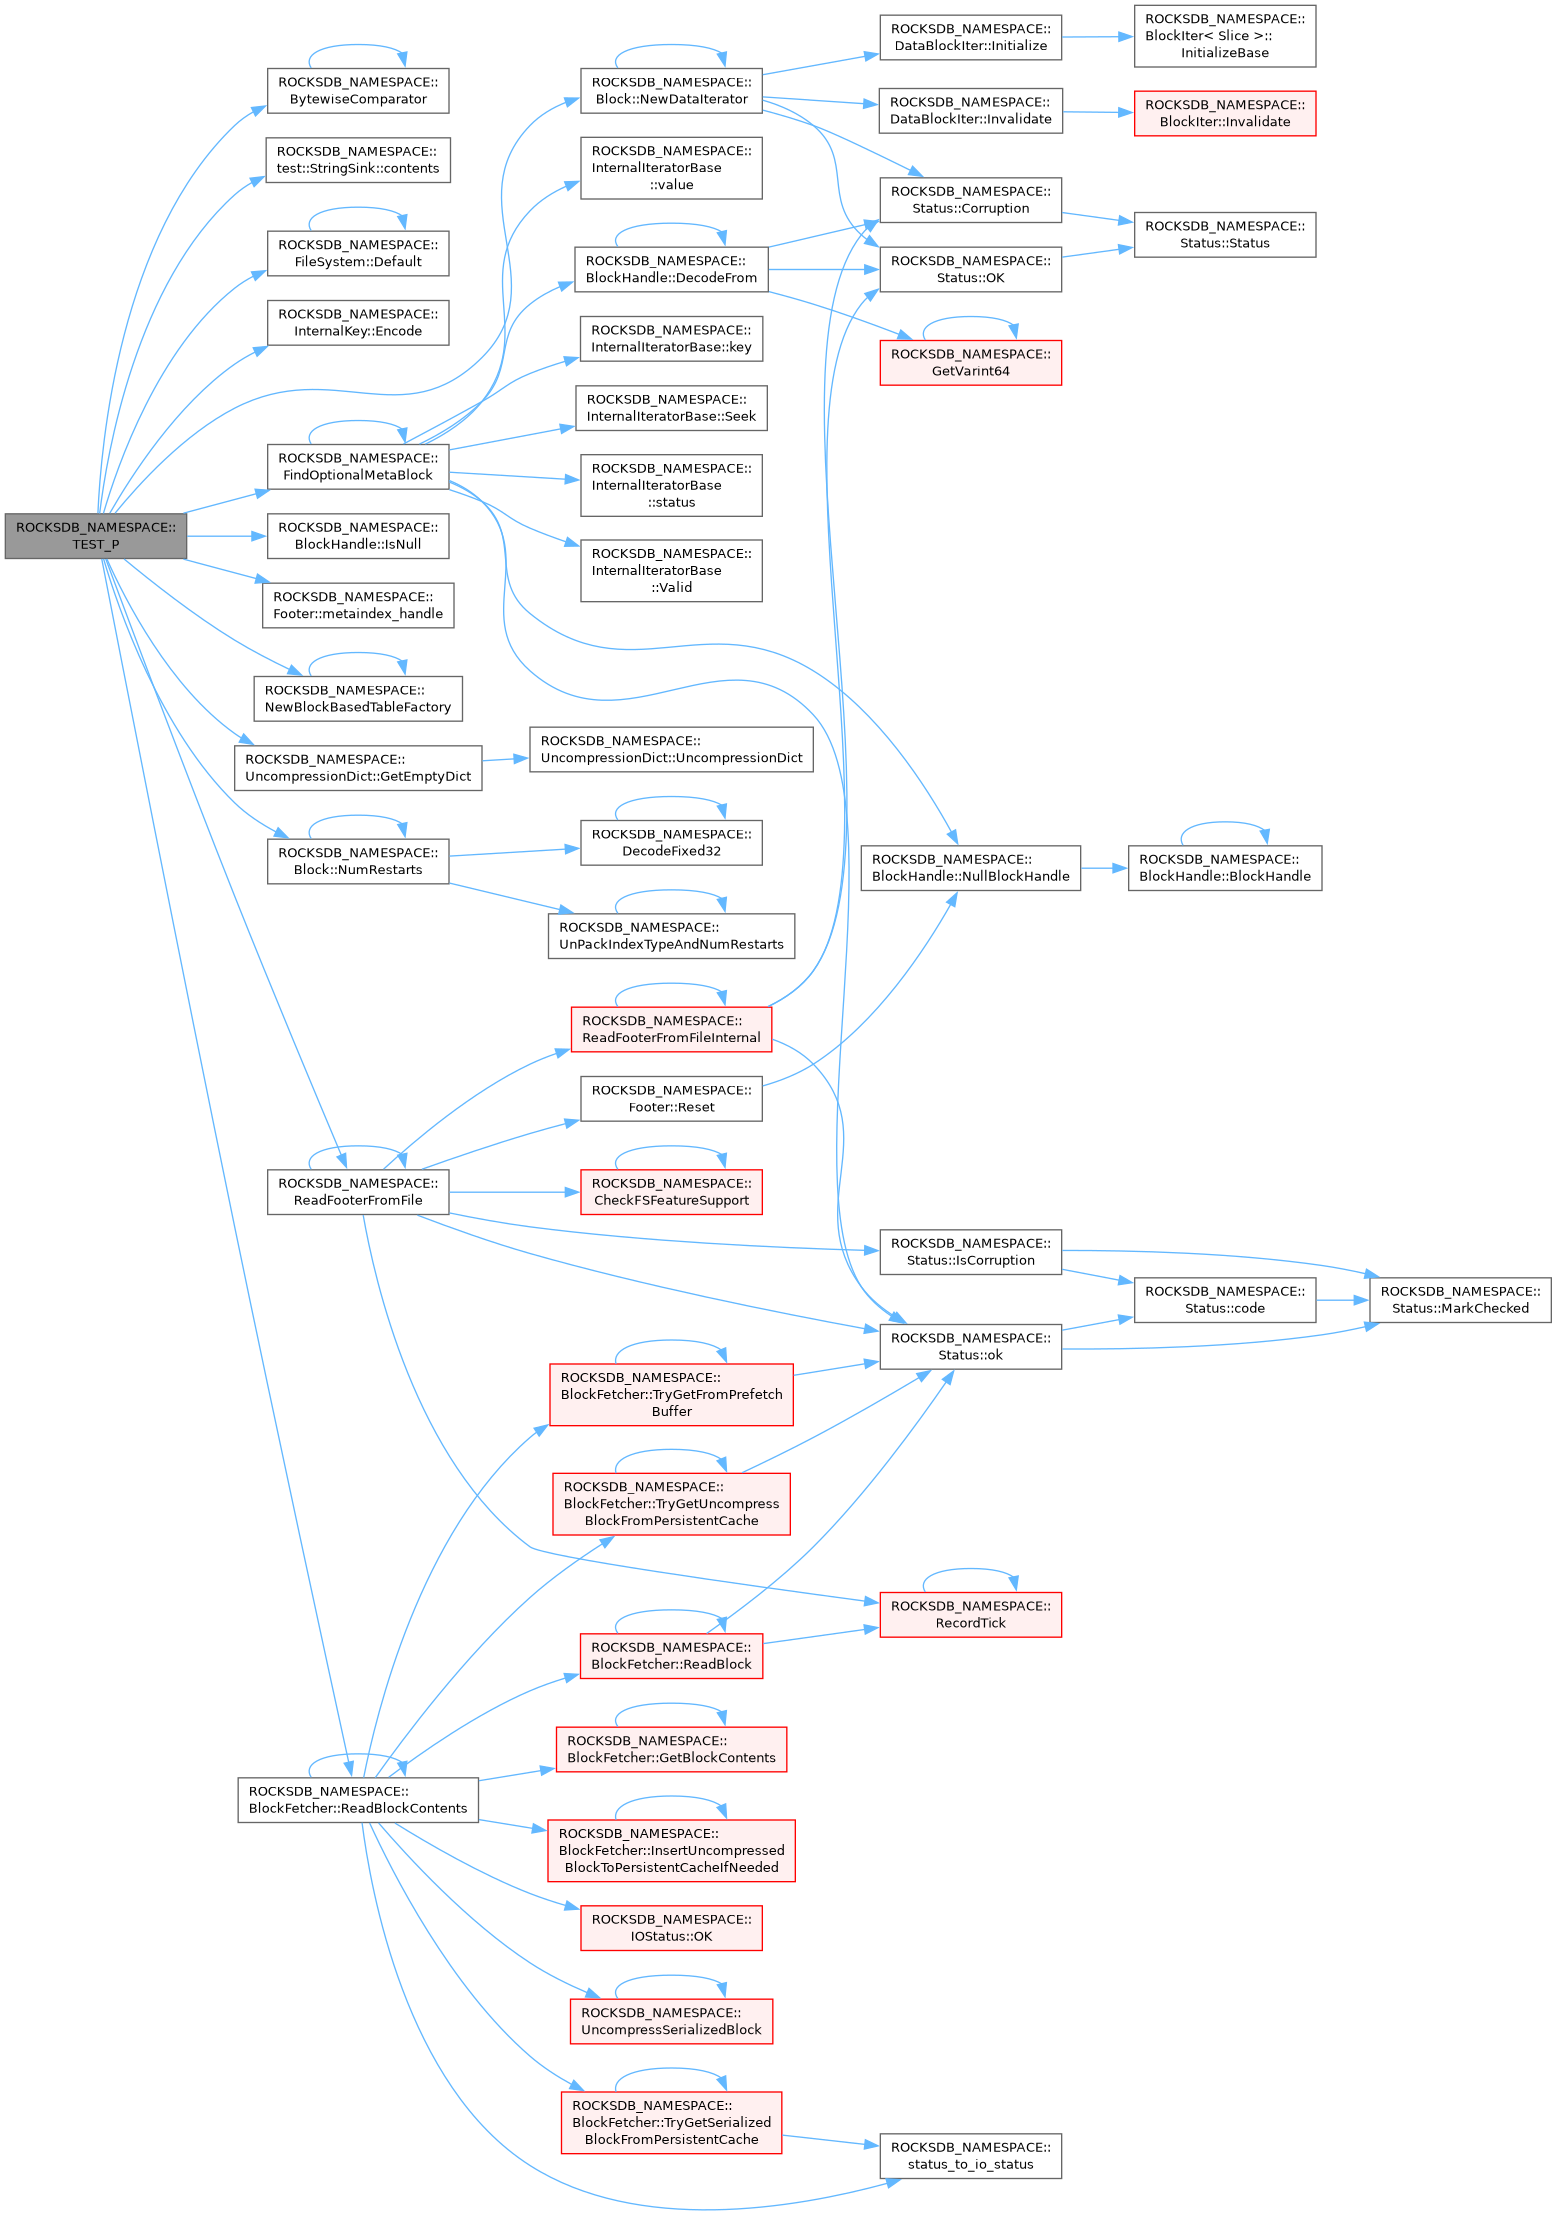 ROCKSDB_NAMESPACE::
TEST_P
ROCKSDB_NAMESPACE::
BytewiseComparator
ROCKSDB_NAMESPACE::
test::StringSink::contents
ROCKSDB_NAMESPACE::
FileSystem::Default
ROCKSDB_NAMESPACE::
InternalKey::Encode
ROCKSDB_NAMESPACE::
FindOptionalMetaBlock
ROCKSDB_NAMESPACE::
BlockHandle::IsNull
ROCKSDB_NAMESPACE::
Footer::metaindex_handle
ROCKSDB_NAMESPACE::
NewBlockBasedTableFactory
ROCKSDB_NAMESPACE::
UncompressionDict::GetEmptyDict
ROCKSDB_NAMESPACE::
Block::NumRestarts
ROCKSDB_NAMESPACE::
ReadFooterFromFile
ROCKSDB_NAMESPACE::
BlockFetcher::ReadBlockContents
ROCKSDB_NAMESPACE::
Block::NewDataIterator
ROCKSDB_NAMESPACE::
InternalIteratorBase
::value
ROCKSDB_NAMESPACE::
BlockHandle::DecodeFrom
ROCKSDB_NAMESPACE::
InternalIteratorBase::key
ROCKSDB_NAMESPACE::
InternalIteratorBase::Seek
ROCKSDB_NAMESPACE::
InternalIteratorBase
::status
ROCKSDB_NAMESPACE::
InternalIteratorBase
::Valid
ROCKSDB_NAMESPACE::
UncompressionDict::UncompressionDict
ROCKSDB_NAMESPACE::
DecodeFixed32
ROCKSDB_NAMESPACE::
UnPackIndexTypeAndNumRestarts
ROCKSDB_NAMESPACE::
ReadFooterFromFileInternal
ROCKSDB_NAMESPACE::
Footer::Reset
ROCKSDB_NAMESPACE::
CheckFSFeatureSupport
ROCKSDB_NAMESPACE::
BlockFetcher::TryGetFromPrefetch
Buffer
ROCKSDB_NAMESPACE::
BlockFetcher::TryGetUncompress
BlockFromPersistentCache
ROCKSDB_NAMESPACE::
BlockFetcher::ReadBlock
ROCKSDB_NAMESPACE::
BlockFetcher::GetBlockContents
ROCKSDB_NAMESPACE::
BlockFetcher::InsertUncompressed
BlockToPersistentCacheIfNeeded
ROCKSDB_NAMESPACE::
IOStatus::OK
ROCKSDB_NAMESPACE::
UncompressSerializedBlock
ROCKSDB_NAMESPACE::
BlockFetcher::TryGetSerialized
BlockFromPersistentCache
ROCKSDB_NAMESPACE::
DataBlockIter::Initialize
ROCKSDB_NAMESPACE::
DataBlockIter::Invalidate
ROCKSDB_NAMESPACE::
Status::Corruption
ROCKSDB_NAMESPACE::
Status::OK
ROCKSDB_NAMESPACE::
GetVarint64
ROCKSDB_NAMESPACE::
BlockHandle::NullBlockHandle
ROCKSDB_NAMESPACE::
Status::IsCorruption
ROCKSDB_NAMESPACE::
Status::ok
ROCKSDB_NAMESPACE::
RecordTick
ROCKSDB_NAMESPACE::
status_to_io_status
ROCKSDB_NAMESPACE::
BlockIter< Slice >::
InitializeBase
ROCKSDB_NAMESPACE::
BlockIter::Invalidate
ROCKSDB_NAMESPACE::
Status::Status
ROCKSDB_NAMESPACE::
BlockHandle::BlockHandle
ROCKSDB_NAMESPACE::
Status::code
ROCKSDB_NAMESPACE::
Status::MarkChecked